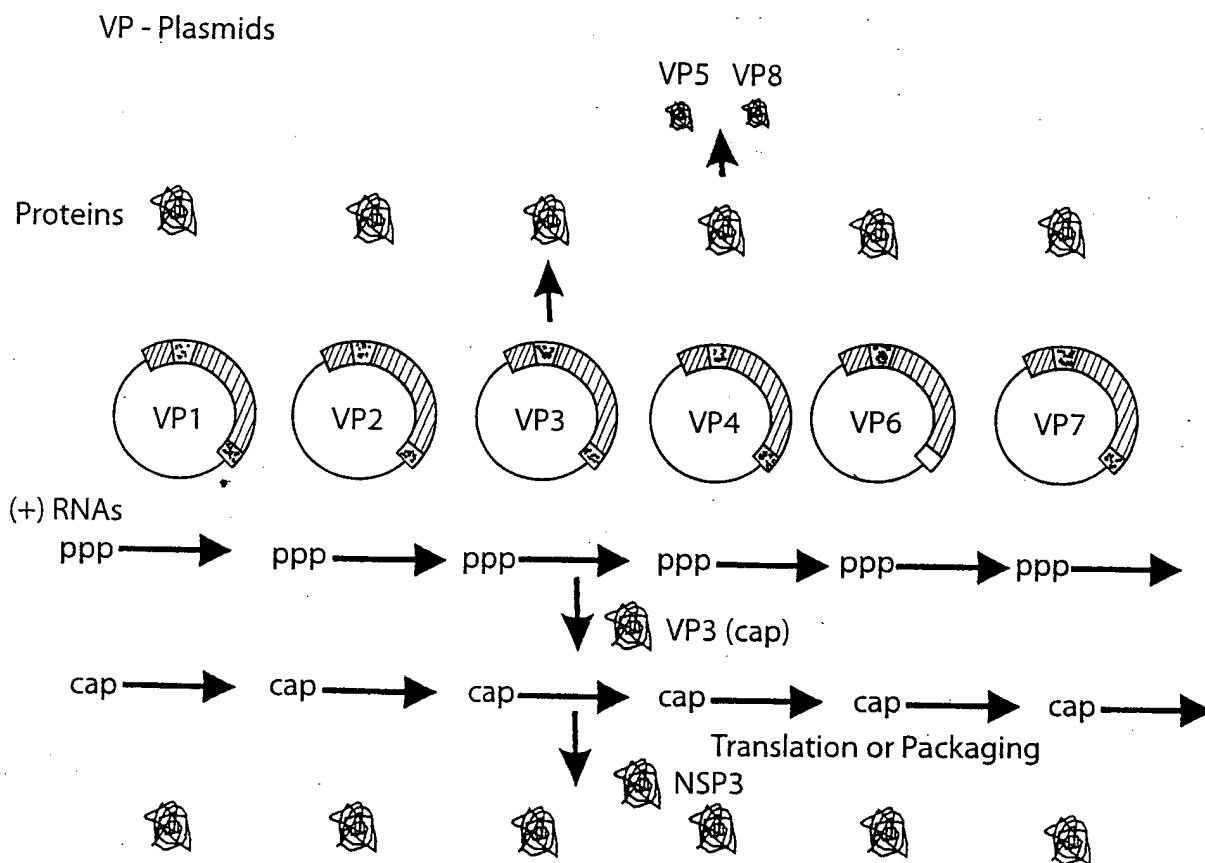 VP - Plasmids
VP5 VP8
Proteins
VP1 VP2 VP3 VP4 VP6 VP7
(+) RNAs
ppp ppp ppp ppp ppp ppp
VP3 (cap)
cap cap cap cap cap cap
Translation or Packaging
NSP3